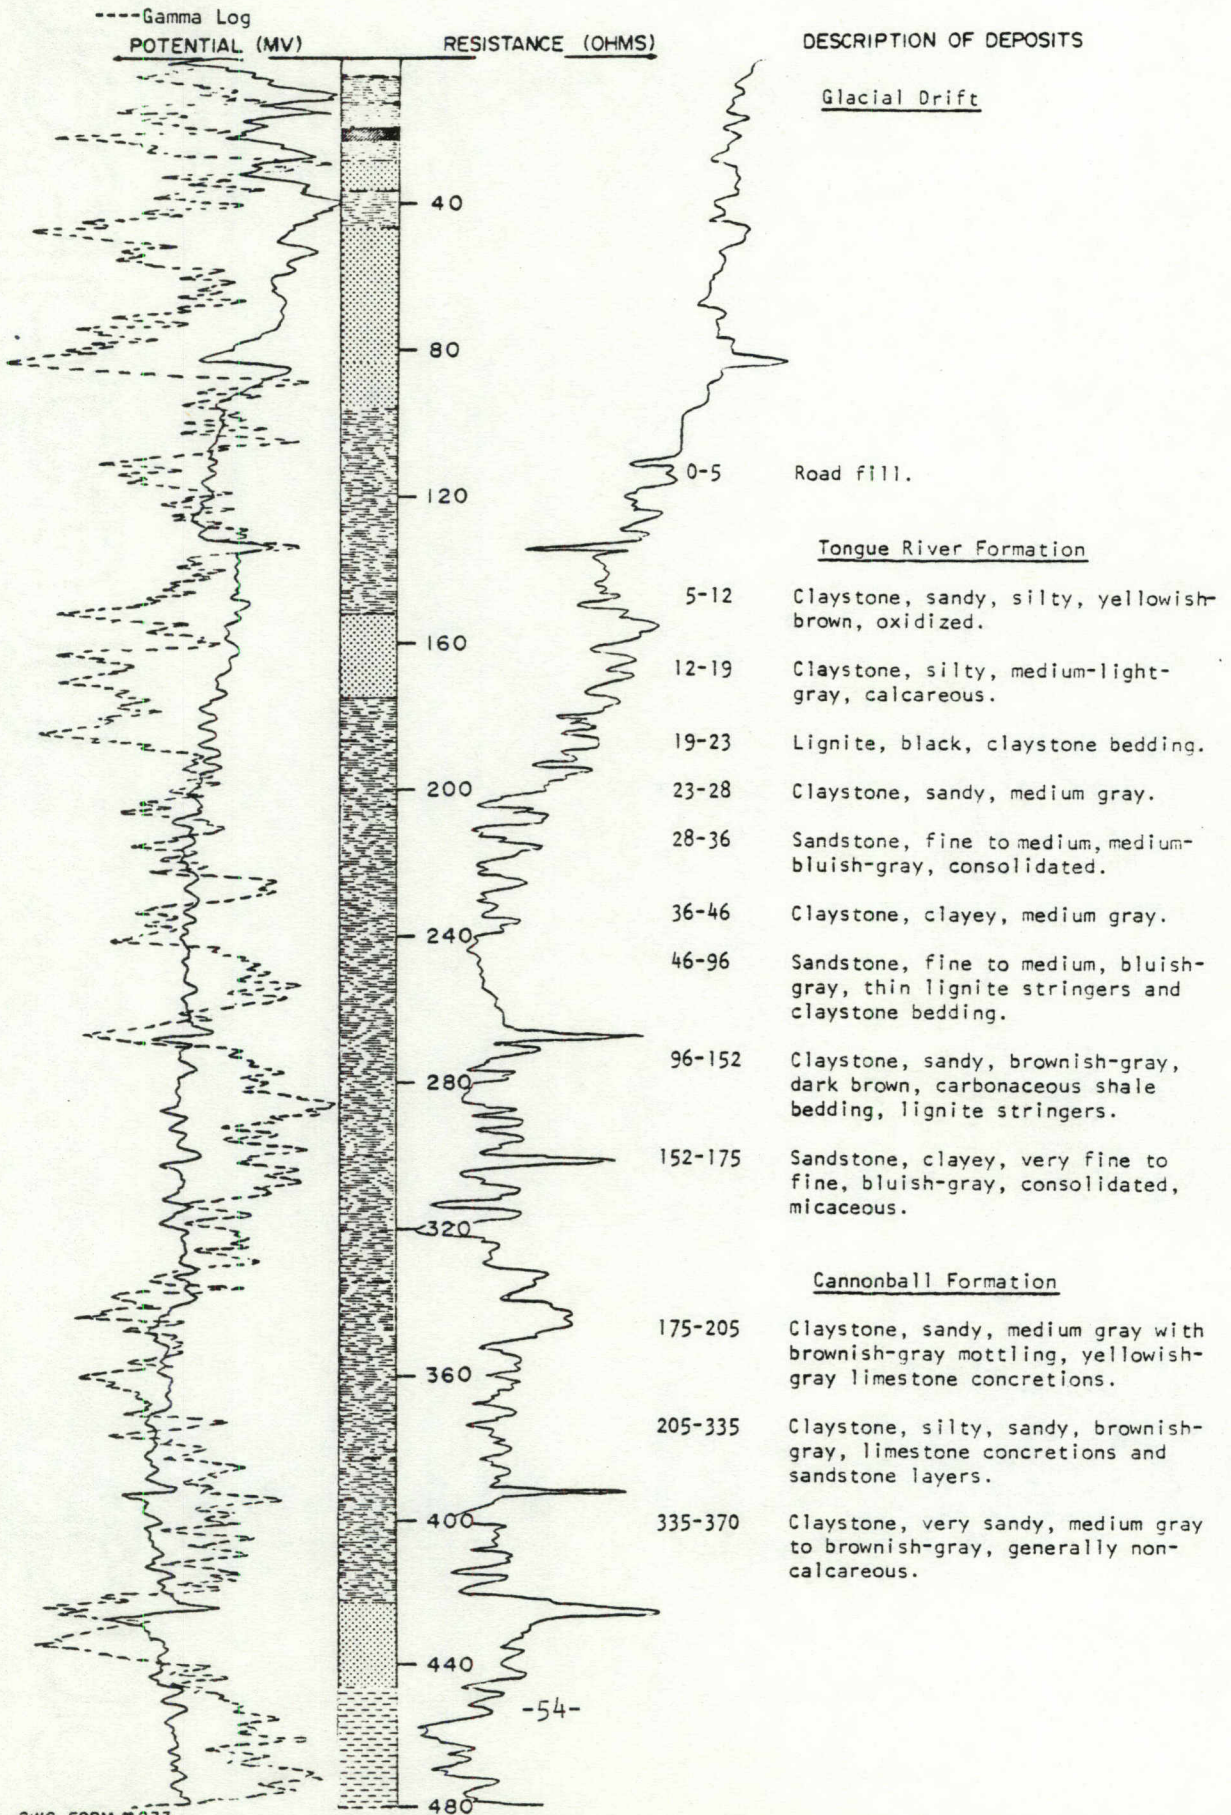 ----Gamma Log
POTENTIAL (MV) RESISTANCE (OHMS) DESCRIPTION OF DEPOSITS
Glacial Drift
40
80
0-5 Road fill.
120
Tongue River Formation
5-12 Claystone, sandy, silty, yellowish-
brown, oxidized.
160
12-19 Claystone, silty, medium-light-
gray, calcareous.
19-23 Lignite, black, claystone bedding.
200
23-28 Claystone, sandy, medium gray.
28-36 Sandstone, fine to medium, medium-
bluish-gray, consolidated.
36-46 Claystone, clayey, medium gray.
240
46-96 Sandstone, fine to medium, bluish-
gray, thin lignite stringers and
claystone bedding.
96-152 Claystone, sandy, brownish-gray,
280
dark brown, carbonaceous shale
bedding, lignite stringers.
152-175 Sandstone, clayey, very fine to
fine, bluish-gray, consolidated,
micaceous.
320
Cannonball Formation
175-205 Claystone, sandy, medium gray with
brownish-gray mottling, yellowish-
gray limestone concretions.
360
205-335 Claystone, silty, sandy, brownish-
gray, limestone concretions and
sandstone layers.
400
335-370 Claystone, very sandy, medium gray
to brownish-gray, generally non-
calcareous.
440
-54-
480